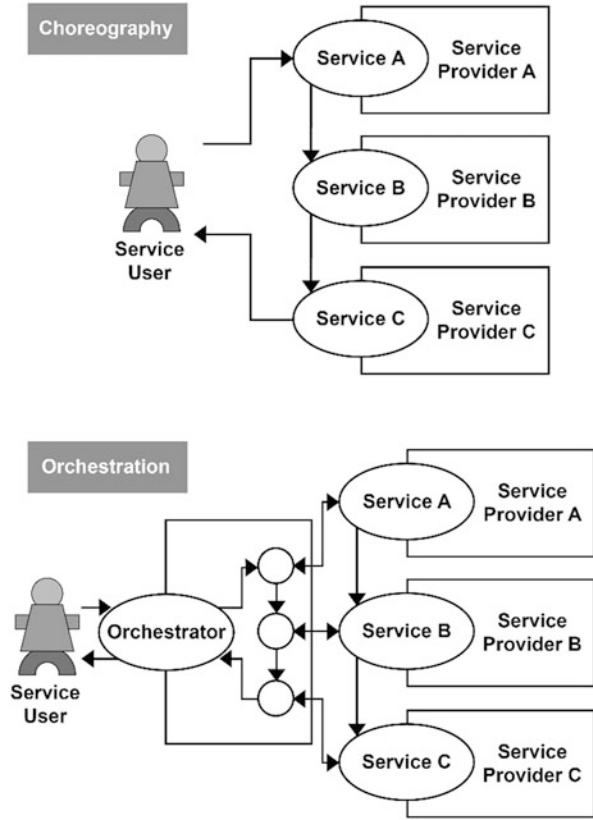 Choreography
Service A
Service
Provider A
Service B
Service
Provider B
Service
User
Service C
Service
Provider C
Orchestration
Service A
Service
Provider A
Orchestrator
Service B
Service
Provider B
Service
User
Service C
Service
Provider C